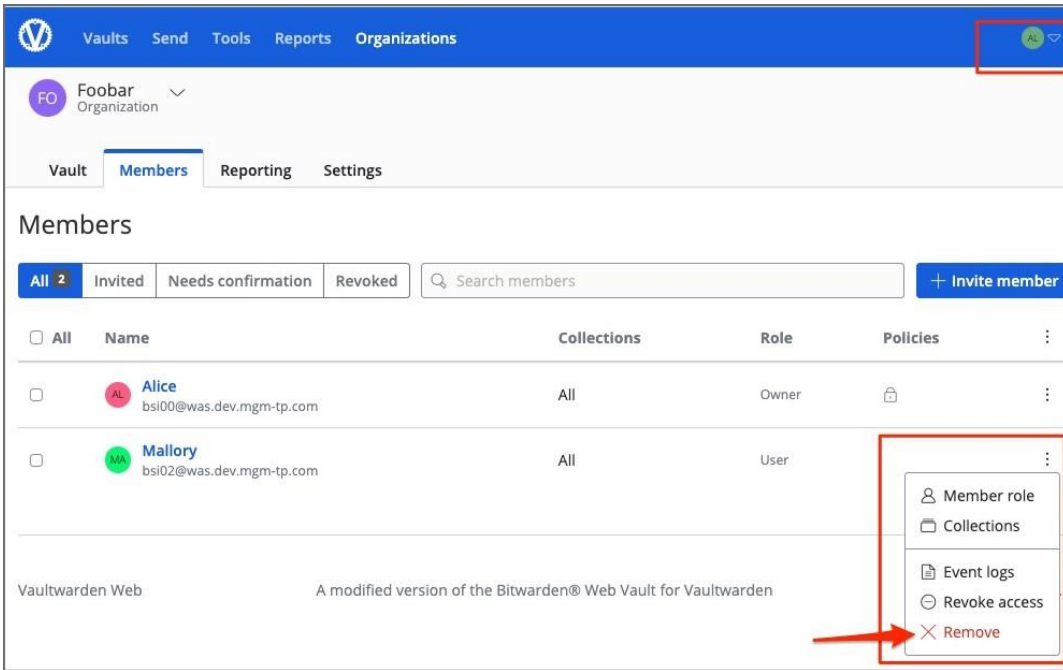 Vaults Send Tools Reports Organizations AL
FO Foobar
Organization
Vault Members Reporting Settings
Members
All 2 Invited Needs confirmation Revoked Search members + Invite member
All Name Collections Role Policies
AL Alice All Owner
bsi00@was.dev.mgm-tp.com
MA Mallory All User
bsi02@was.dev.mgm-tp.com
Member role
Collections
Event logs
Revoke access
Remove
Vaultwarden Web A modified version of the Bitwarden® Web Vault for Vaultwarden